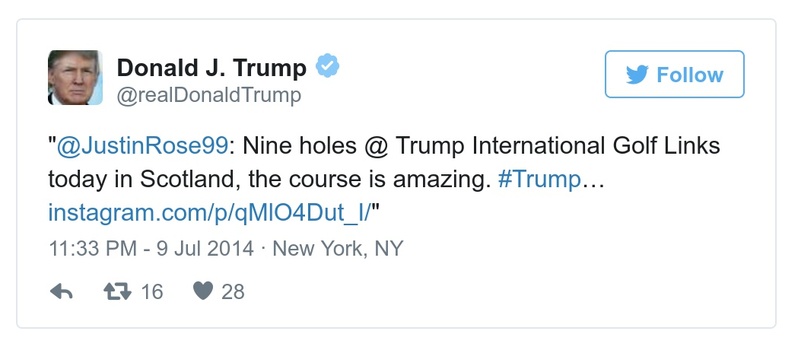 Donald J. Trump
@realDonaldTrump
Follow
"@JustinRose99: Nine holes @ Trump International Golf Links
today in Scotland, the course is amazing. #Trump…
instagram.com/p/qMlO4Dut_I/"
11:33 PM - 9 Jul 2014 · New York, NY
16 28